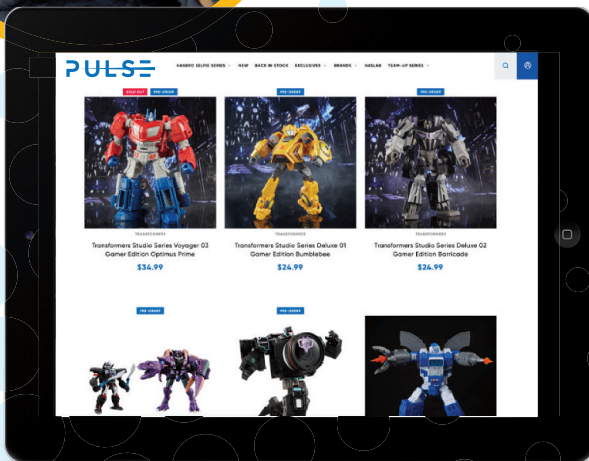 PULSE
HASBRO SELFIE SERIES NEW BACK IN STOCK EXCLUSIVES BRANDS HASLAB TEAM-UP SERIES
SOLD OUT PRE-ORDER PRE-ORDER PRE-ORDER
TRANSFORMERS TRANSFORMERS TRANSFORMERS
Transformers Studio Series Voyager 03
Gamer Edition Optimus Prime
$34.99
Transformers Studio Series Deluxe 01
Gamer Edition Bumblebee
$24.99
Transformers Studio Series Deluxe 02
Gamer Edition Barricade
$24.99
PRE-ORDER PRE-ORDER